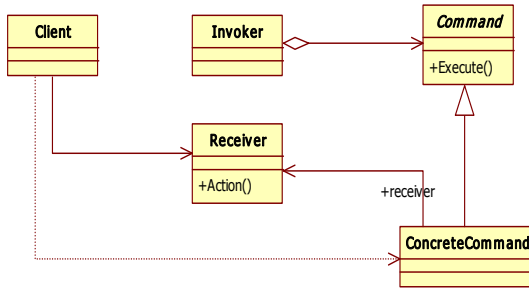 Client
Invoker
Command
+Execute()
Receiver
+Action()
+receiver
ConcreteCommand